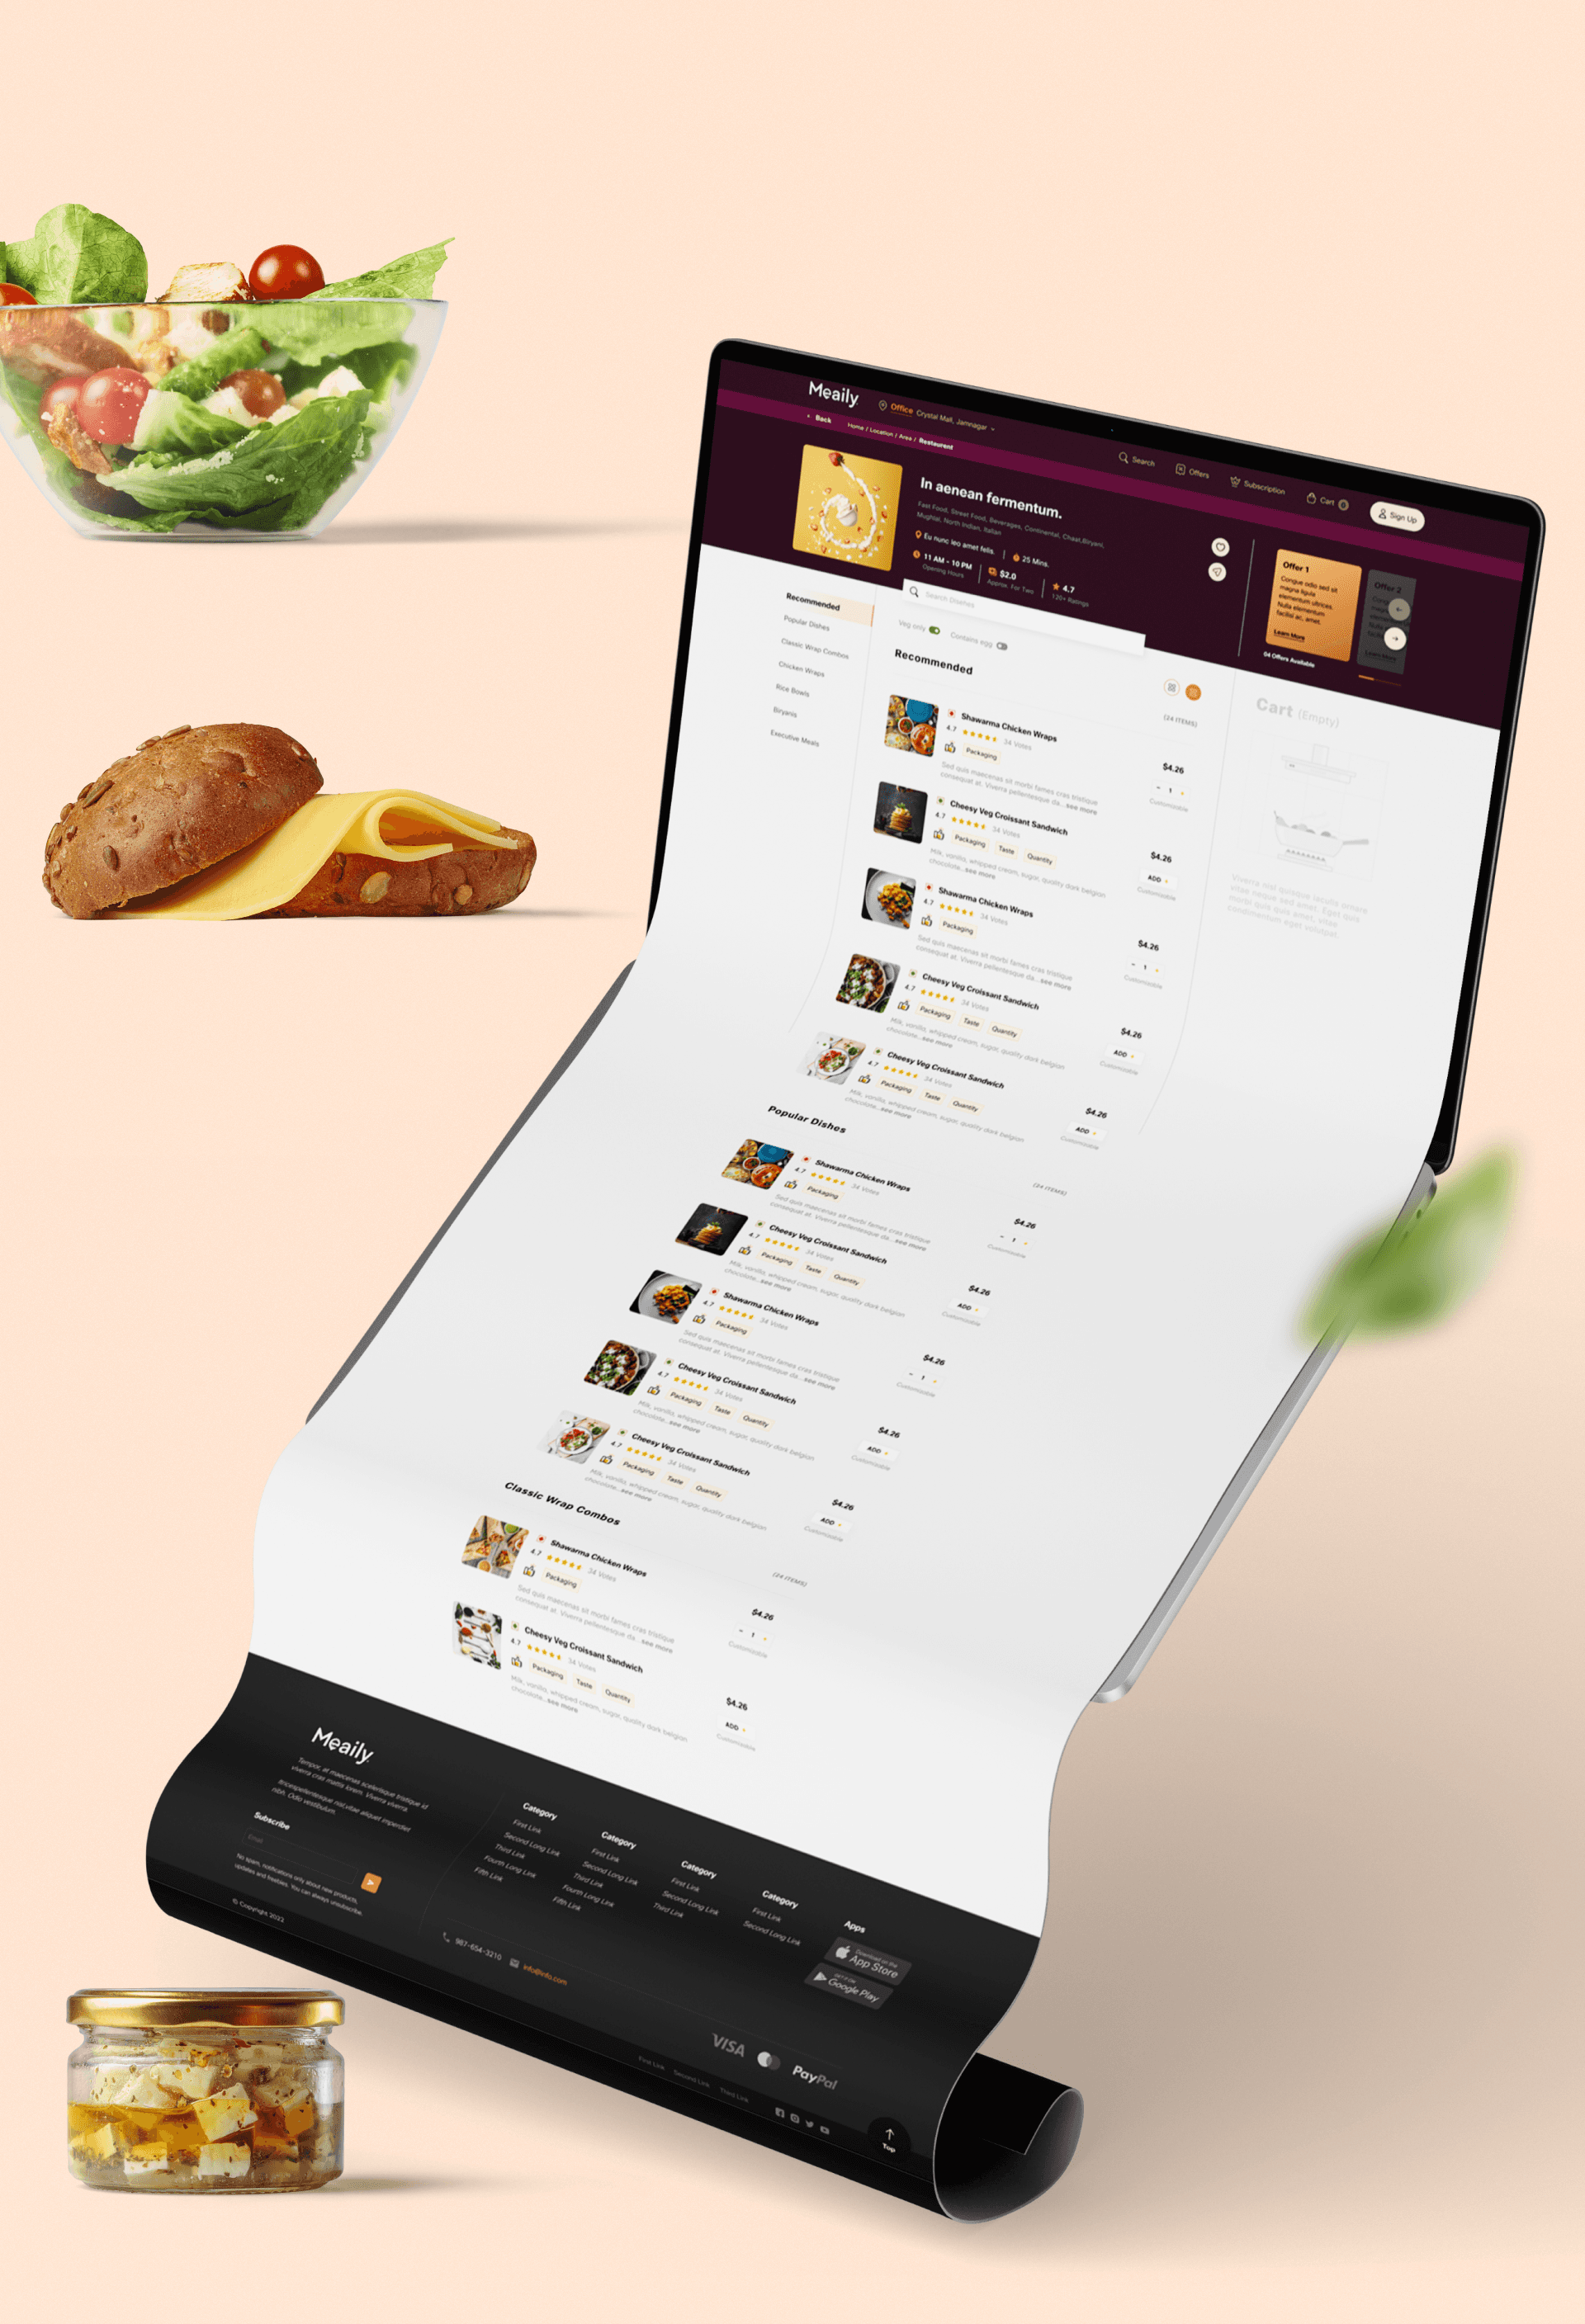 Meaily
Office Crystal Mall, Jamnagar
Search
Offers
Subscription
Cart 0
Sign Up
Back
Home / Location / Area / Restaurent
In aenean fermentum.
Fast Food, Street Food, Beverages, Continental, Chaat, Biryani,
Mughlai, North Indian, Italian
Eu nunc leo amet felis.
25 Mins.
11 AM - 10 PM
Opening Hours
$2.0
Approx. For Two
4.7
120+ Ratings
Offer 1
Congue odio sed sit
magna ligula
elementum ultrices.
Nulla elementum
facilisi ac, amet.
Learn More
Offer 2
Learn More
04 Offers Available
Search Dishes
Veg only
Contains egg
Recommended
Popular Dishes
Classic Wrap Combos
Chicken Wraps
Rice Bowls
Biryanis
Executive Meals
Recommended
(24 ITEMS)
Shawarma Chicken Wraps
4.7 34 Votes
Packaging
Sed quis maecenas sit morbi fames cras tristique
consequat at. Viverra pellentesque da... see more
$4.26
- 1 +
Customizable
Cheesy Veg Croissant Sandwich
4.7 34 Votes
Packaging Taste Quantity
Milk, vanilla, whipped cream, sugar, quality dark belgian
chocolate... see more
$4.26
ADD +
Customizable
Shawarma Chicken Wraps
4.7 34 Votes
Packaging
Sed quis maecenas sit morbi fames cras tristique
consequat at. Viverra pellentesque da... see more
$4.26
- 1 +
Customizable
Cheesy Veg Croissant Sandwich
4.7 34 Votes
Packaging Taste Quantity
Milk, vanilla, whipped cream, sugar, quality dark belgian
chocolate... see more
$4.26
ADD +
Customizable
Cheesy Veg Croissant Sandwich
4.7 34 Votes
Packaging Taste Quantity
Milk, vanilla, whipped cream, sugar, quality dark belgian
chocolate... see more
$4.26
ADD +
Customizable
Cart (Empty)
Viverra nisl quisque iaculis ornare
vitae neque sed amet. Eget quis
morbi quis quis amet, vitae
condimentum eget volutpat.
Popular Dishes
(24 ITEMS)
Shawarma Chicken Wraps
4.7 34 Votes
Packaging
Sed quis maecenas sit morbi fames cras tristique
consequat at. Viverra pellentesque da... see more
$4.26
- 1 +
Customizable
Cheesy Veg Croissant Sandwich
4.7 34 Votes
Packaging Taste Quantity
Milk, vanilla, whipped cream, sugar, quality dark belgian
chocolate... see more
$4.26
ADD +
Customizable
Shawarma Chicken Wraps
4.7 34 Votes
Packaging
Sed quis maecenas sit morbi fames cras tristique
consequat at. Viverra pellentesque da... see more
$4.26
- 1 +
Customizable
Cheesy Veg Croissant Sandwich
4.7 34 Votes
Packaging Taste Quantity
Milk, vanilla, whipped cream, sugar, quality dark belgian
chocolate... see more
$4.26
ADD +
Customizable
Cheesy Veg Croissant Sandwich
4.7 34 Votes
Packaging Taste Quantity
Milk, vanilla, whipped cream, sugar, quality dark belgian
chocolate... see more
$4.26
ADD +
Customizable
Classic Wrap Combos
(24 ITEMS)
Shawarma Chicken Wraps
4.7 34 Votes
Packaging
Sed quis maecenas sit morbi fames cras tristique
consequat at. Viverra pellentesque da... see more
$4.26
- 1 +
Customizable
Cheesy Veg Croissant Sandwich
4.7 34 Votes
Packaging Taste Quantity
Milk, vanilla, whipped cream, sugar, quality dark belgian
chocolate... see more
$4.26
ADD +
Customizable
Meaily
Tempor, at maecenas scelerisque tristique id
viverra cras mattis lorem. Viverra viverra.
nibh. Odio vestibulum.
Subscribe
Email
No spam, notifications only about new products,
updates and freebies. You can always unsubscribe.
© Copyright 2022
Category
First Link
Second Long Link
Third Link
Fourth Long Link
Fifth Link
Category
First Link
Second Long Link
Third Link
Fourth Long Link
Fifth Link
Category
First Link
Second Long Link
Third Link
Category
First Link
Second Long Link
Apps
Download on the
App Store
GET IT ON
Google Play
987-654-3210
info@info.com
VISA
PayPal
First Link
Second Link
Third Link
Top